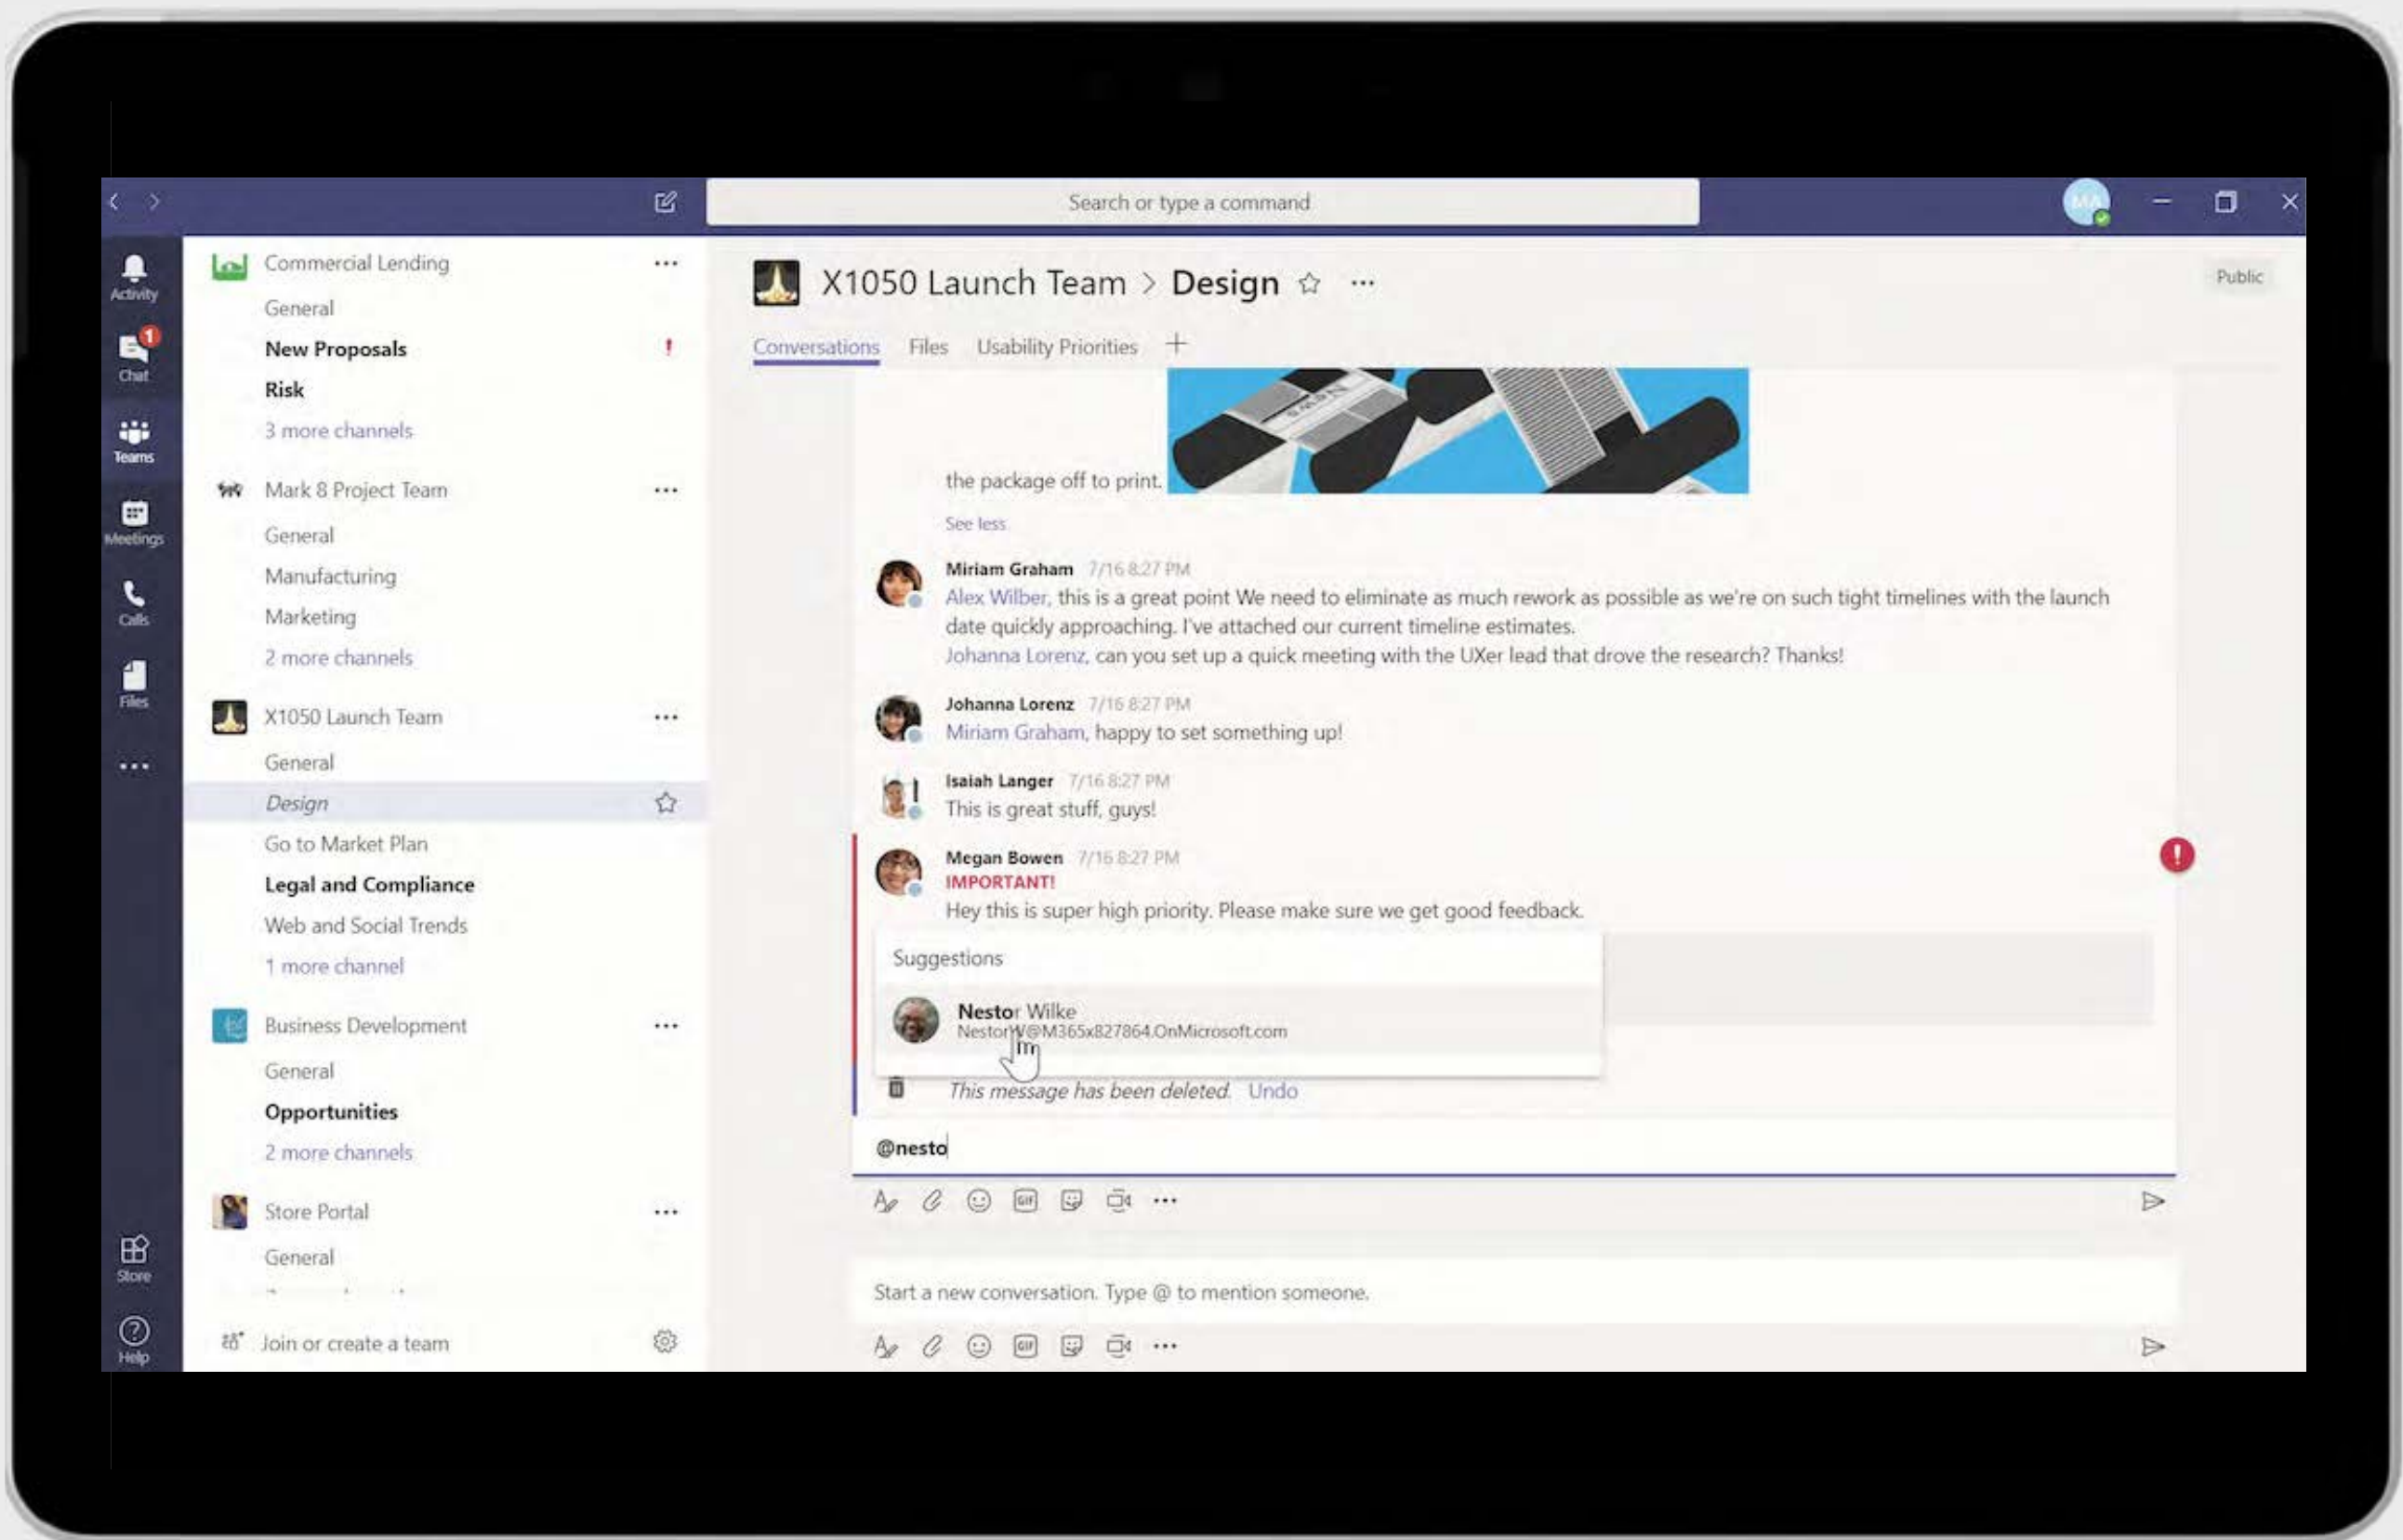 Search or type a command
MA
Activity
1
Chat
Teams
Meetings
Calls
Files
Store
Help
Commercial Lending
General
New Proposals
!
Risk
3 more channels
Mark 8 Project Team
General
Manufacturing
Marketing
2 more channels
X1050 Launch Team
General
Design
Go to Market Plan
Legal and Compliance
Web and Social Trends
1 more channel
Business Development
General
Opportunities
2 more channels
Store Portal
General
Join or create a team
X1050 Launch Team > Design
Public
Conversations Files Usability Priorities +
NEWS
the package off to print.
See less
Miriam Graham 7/16 8:27 PM
Alex Wilber, this is a great point We need to eliminate as much rework as possible as we're on such tight timelines with the launch
date quickly approaching. I've attached our current timeline estimates.
Johanna Lorenz, can you set up a quick meeting with the UXer lead that drove the research? Thanks!
Johanna Lorenz 7/16 8:27 PM
Miriam Graham, happy to set something up!
Isaiah Langer 7/16 8:27 PM
This is great stuff, guys!
Megan Bowen 7/16 8:27 PM
!
IMPORTANT!
Hey this is super high priority. Please make sure we get good feedback.
Suggestions
Nestor Wilke
NestorW@M365x827864.OnMicrosoft.com
This message has been deleted. Undo
@nesto
GIF
Start a new conversation. Type @ to mention someone.
GIF